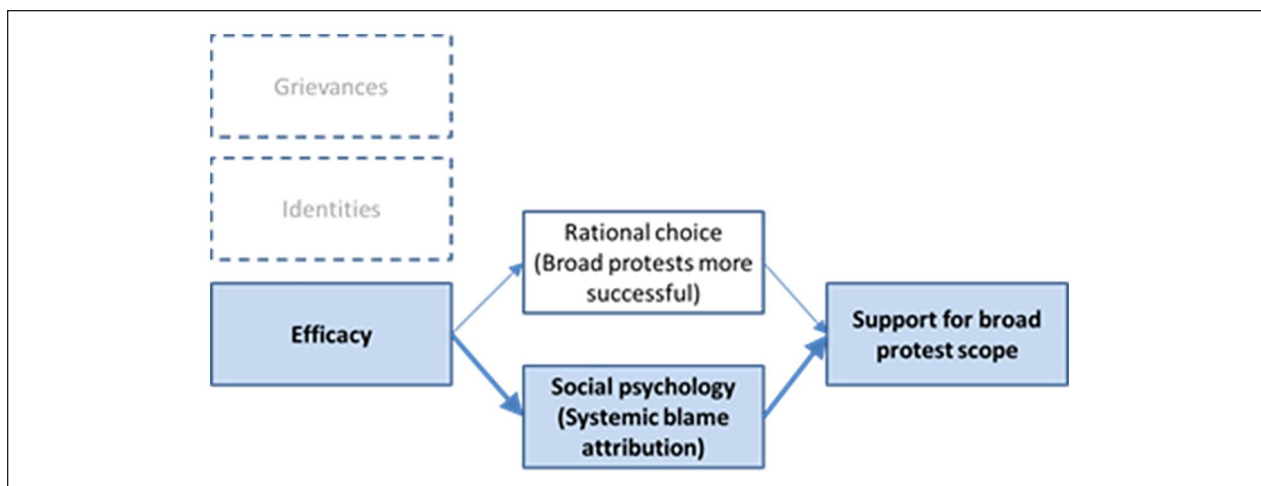 Grievances
Identities
Rational choice
(Broad protests more
successful)
Efficacy
Support for broad
protest scope
Social psychology
(Systemic blame
attribution)